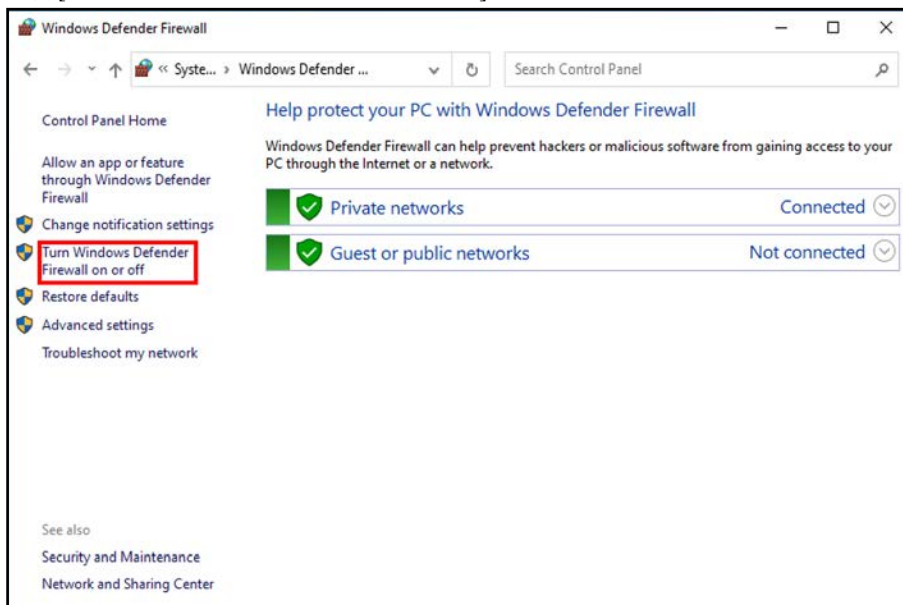 Windows Defender Firewall
« Syste... › Windows Defender ...
Search Control Panel
Control Panel Home
Allow an app or feature
through Windows Defender
Firewall
Change notification settings
Turn Windows Defender
Firewall on or off
Restore defaults
Advanced settings
Troubleshoot my network
See also
Security and Maintenance
Network and Sharing Center
Help protect your PC with Windows Defender Firewall
Windows Defender Firewall can help prevent hackers or malicious software from gaining access to your
PC through the Internet or a network.
Private networks Connected
Guest or public networks Not connected